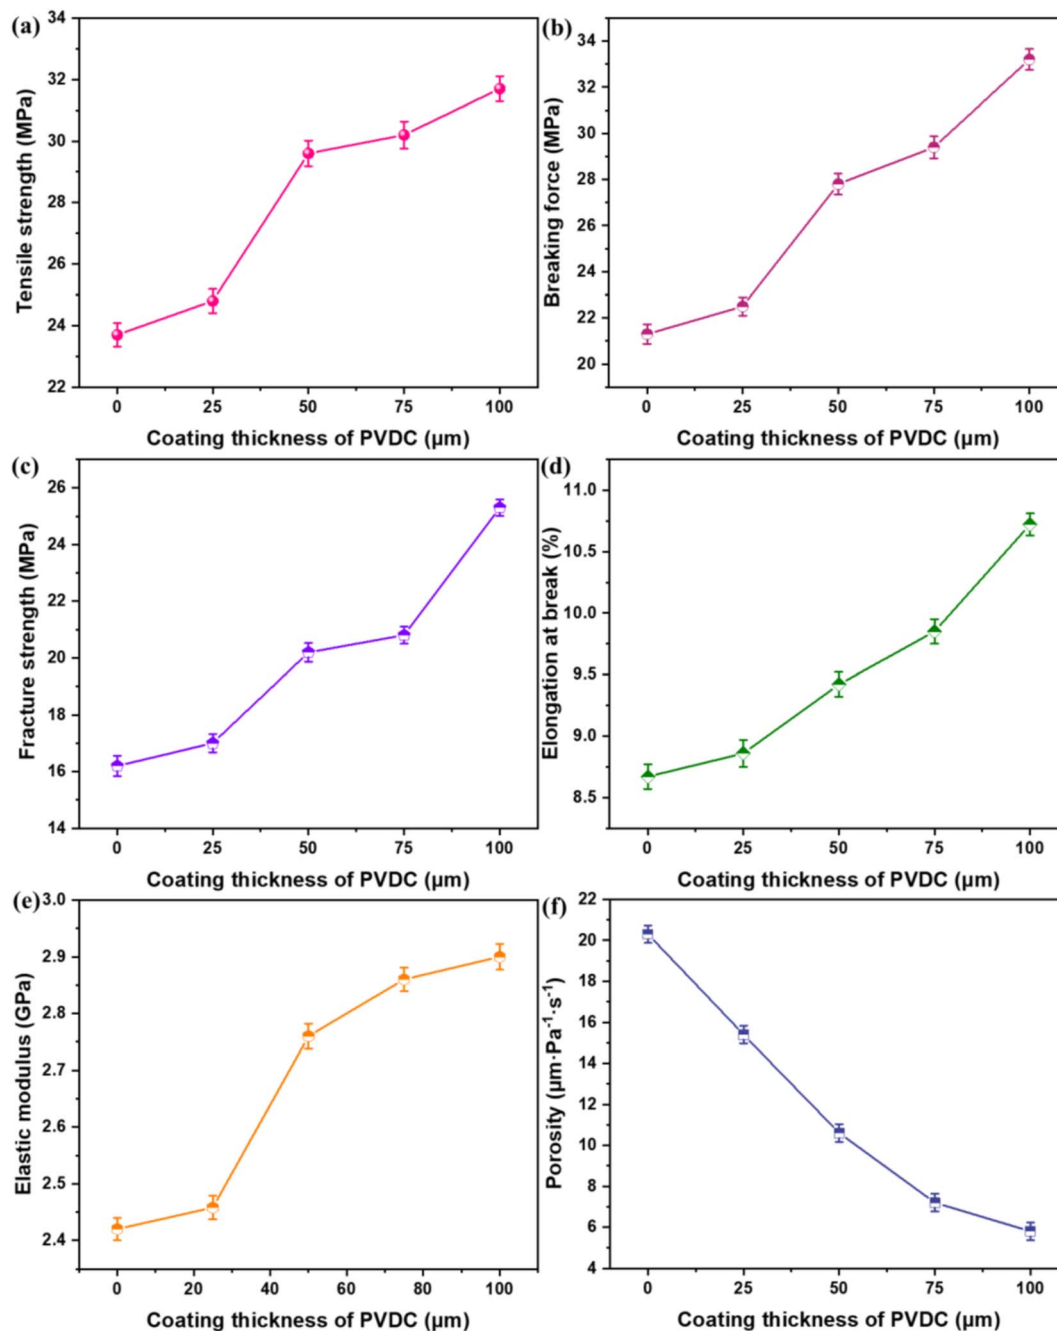 (a)
34
32
30
28
26
24
22
Tensile strength (MPa)
0 25 50 75 100
Coating thickness of PVDC (μm)
(b)
34
32
30
28
26
24
22
20
Breaking force (MPa)
0 25 50 75 100
Coating thickness of PVDC (μm)
(c)
26
24
22
20
18
16
14
Fracture strength (MPa)
0 25 50 75 100
Coating thickness of PVDC (μm)
(d)
11.0
10.5
10.0
9.5
9.0
8.5
Elongation at break (%)
0 25 50 75 100
Coating thickness of PVDC (μm)
(e)
3.0
2.9
2.8
2.7
2.6
2.5
2.4
Elastic modulus (GPa)
0 20 40 60 80 100
Coating thickness of PVDC (μm)
(f)
22
20
18
16
14
12
10
8
6
4
Porosity (μm·Pa⁻¹·s⁻¹)
0 25 50 75 100
Coating thickness of PVDC (μm)